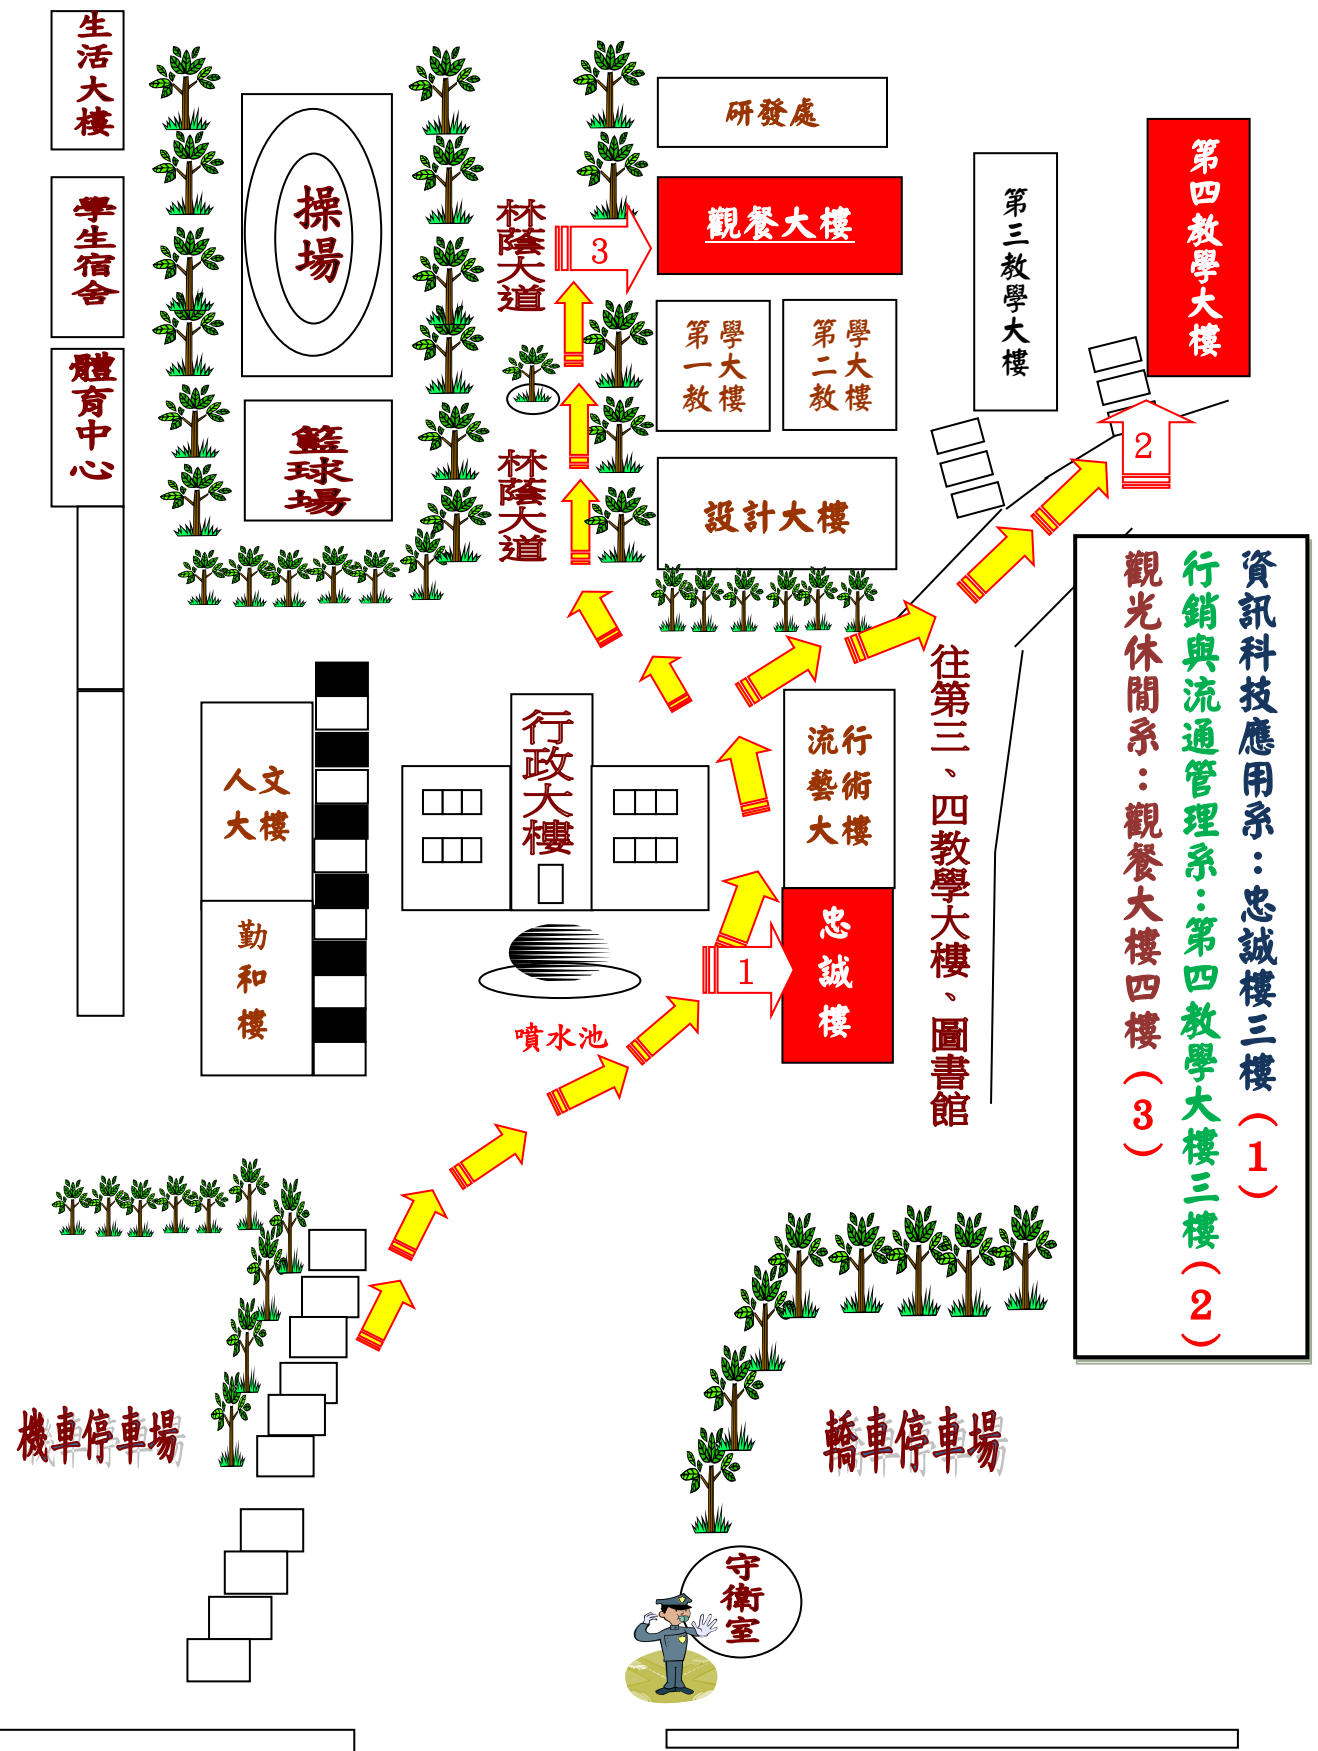 生活大樓
學生宿舍
體育中心
操場
籃球場
林蔭大道
林蔭大道
研發處
觀餐大樓
3
第一教學大樓
第二教學大樓
設計大樓
第三教學大樓
第四教學大樓
2
人文
大樓
勤和樓
行政大樓
噴水池
流行
藝術
大樓
忠誠樓
1
往第三、四教學大樓、圖書館
資訊科技應用系：忠誠樓三樓（1）
行銷與流通管理系：第四教學大樓三樓（2）
觀光休閒系：觀餐大樓四樓（3）
機車停車場
轎車停車場
守衛室